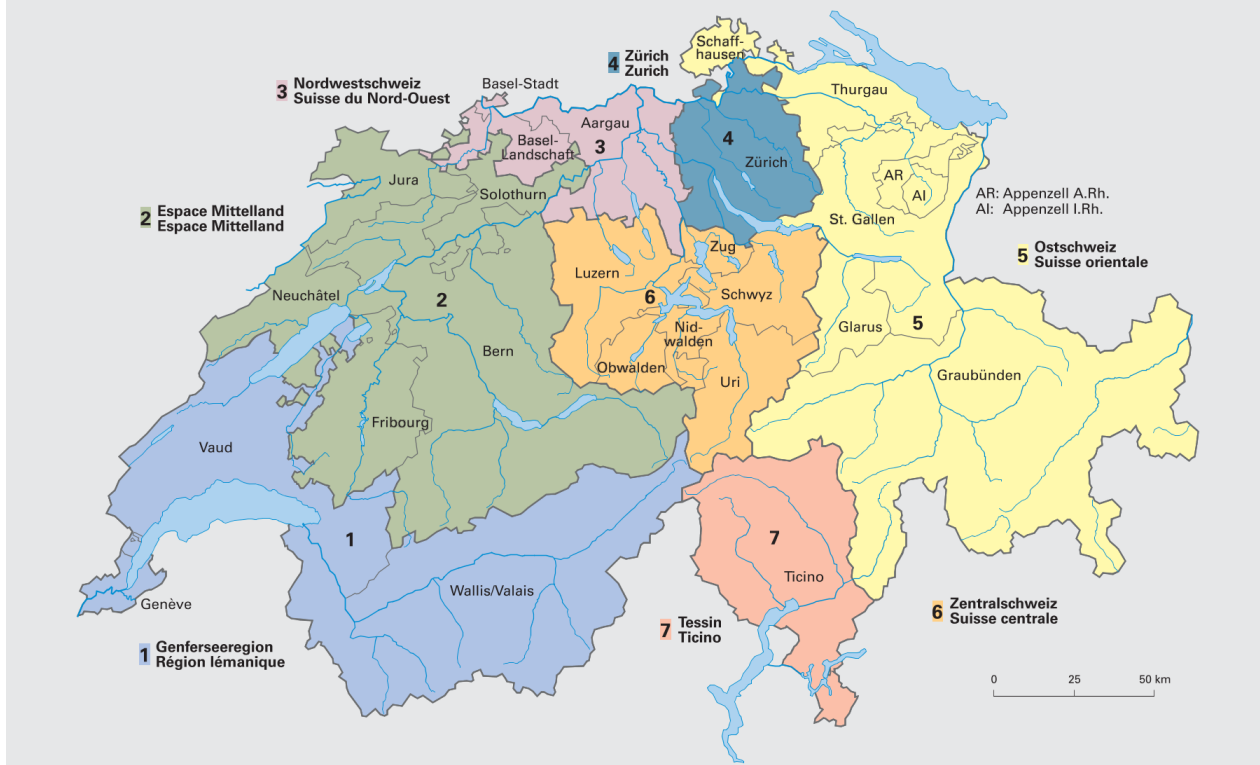 Schaff-
hausen
4 Zürich
Zurich
3 Nordwestschweiz
Suisse du Nord-Ouest
Basel-Stadt
Thurgau
Aargau
3
4
Basel-
Landschaft
Zürich
Jura
Solothurn
AR
AI
AR: Appenzell A.Rh.
AI: Appenzell I.Rh.
2 Espace Mittelland
Espace Mittelland
St. Gallen
5 Ostschweiz
Suisse orientale
Zug
Luzern
Neuchâtel
2
6
Schwyz
5
Glarus
Nid-
walden
Bern
Obwalden
Uri
Graubünden
Fribourg
Vaud
1
7
Ticino
Wallis/Valais
Genève
6 Zentralschweiz
Suisse centrale
7 Tessin
Ticino
1 Genferseeregion
Région lémanique
0 25 50 km